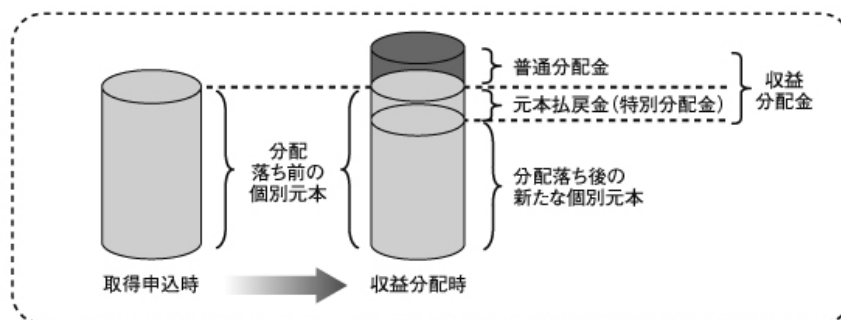 普通分配金
元本払戻金(特別分配金)
収益
分配金
分配
落ち前の
個別元本
分配落ち後の
新たな個別元本
取得申込時
収益分配時